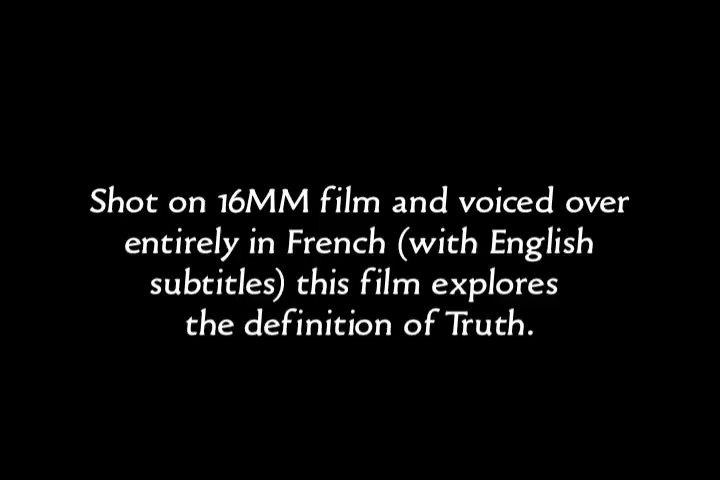 Shot on 16MM film and voiced over
entirely in French (with English
subtitles) this film explores
the definition of Truth.